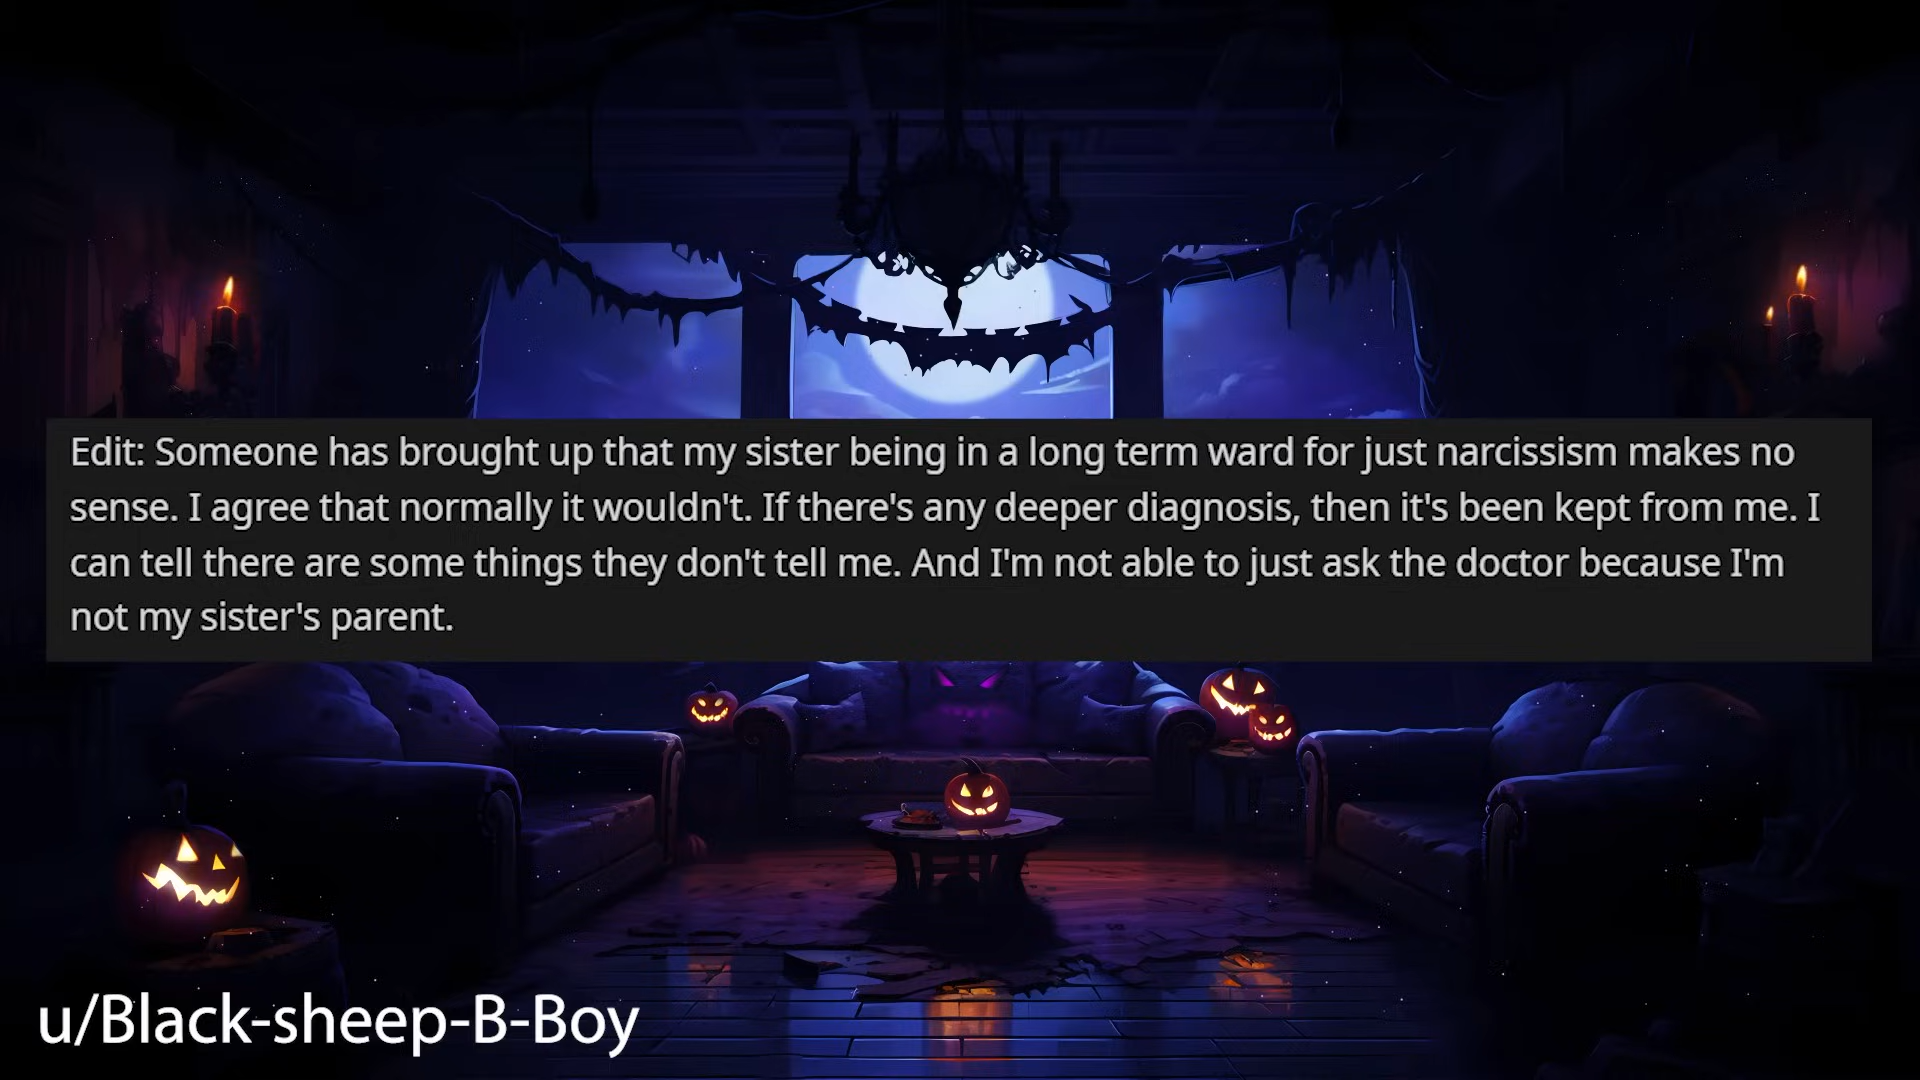 Edit: Someone has brought up that my sister being in a long term ward for just narcissism makes no
sense. I agree that normally it wouldn't. If there's any deeper diagnosis, then it's been kept from me. I
can tell there are some things they don't tell me. And I'm not able to just ask the doctor because I'm
not my sister's parent.
u/Black-sheep-B-Boy